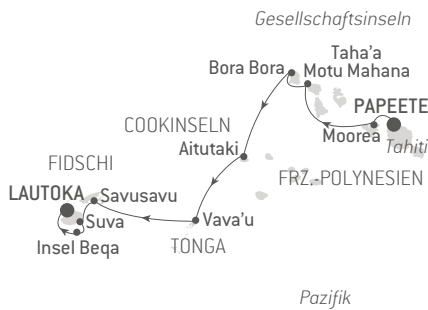 Gesellschaftsinseln
Taha'a
Motu Mahana
Bora Bora
PAPEETE
Moorea
Tahiti
COOKINSELN
Aitutaki
FRZ.-POLYNESIEN
FIDSCHI
LAUTOKA
Savusavu
Suva
Insel Beqa
Vava'u
TONGA
Pazifik